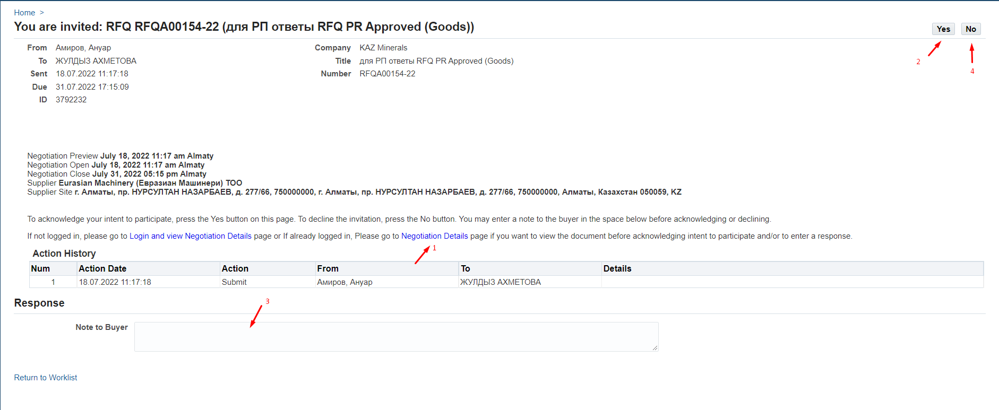 Home >
You are invited: RFQ RFQA00154-22 (для РП ответы RFQ PR Approved (Goods))
Yes No
From Амиров, Ануар Company KAZ Minerals
To ЖУЛДЫЗ АХМЕТОВА Title для РП ответы RFQ PR Approved (Goods)
Sent 18.07.2022 11:17:18 Number RFQA00154-22
Due 31.07.2022 17:15:09
ID 3792232
2
4
Negotiation Preview July 18, 2022 11:17 am Almaty
Negotiation Open July 18, 2022 11:17 am Almaty
Negotiation Close July 31, 2022 05:15 pm Almaty
Supplier Eurasian Machinery (Евразиан Машинери) ТОО
Supplier Site г. Алматы, пр. НУРСУЛТАН НАЗАРБАЕВ, д. 277/66, 750000000, г. Алматы, пр. НУРСУЛТАН НАЗАРБАЕВ, д. 277/66, 750000000, Алматы, Казахстан 050059, KZ
To acknowledge your intent to participate, press the Yes button on this page. To decline the invitation, press the No button. You may enter a note to the buyer in the space below before acknowledging or declining.
If not logged in, please go to Login and view Negotiation Details page or If already logged in, Please go to Negotiation Details page if you want to view the document before acknowledging intent to participate and/or to enter a response.
1
Action History
Num Action Date Action From To Details
1 18.07.2022 11:17:18 Submit Амиров, Ануар ЖУЛДЫЗ АХМЕТОВА
Response
3
Note to Buyer
Return to Worklist